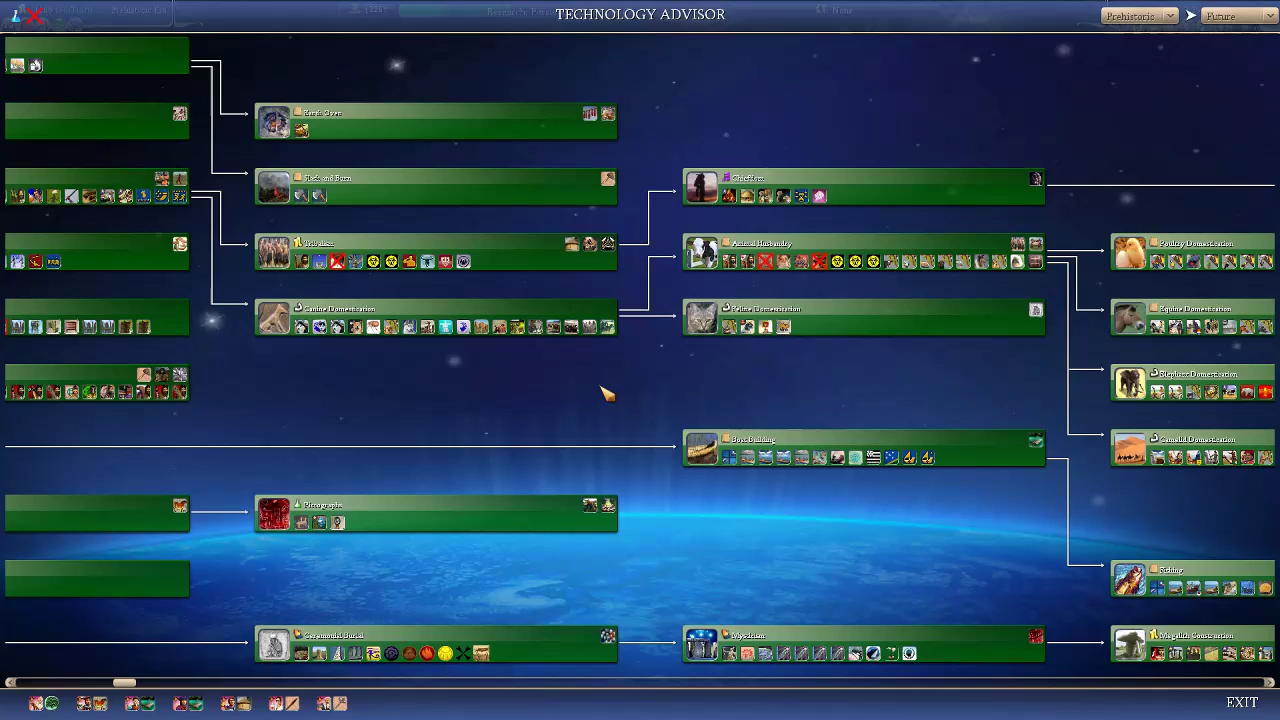 TECHNOLOGY ADVISOR
Prehistoric
Future
Earth Oven
Slash and Burn
Chiefdom
Tribalism
Animal Husbandry
Poultry Domestication
Canine Domestication
Feline Domestication
Equine Domestication
Elephant Domestication
Boat Building
Camelid Domestication
Pictographs
Fishing
Ceremonial Burial
Mysticism
Megalith Construction
EXIT